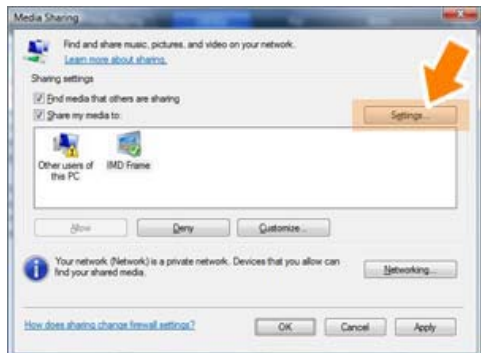 Media Sharing
Find and share music, pictures, and video on your network.
Learn more about sharing.
Sharing settings
Find media that others are sharing
Share my media to:
Settings...
Other users of
this PC
IMD Frame
Allow
Deny
Customize...
Your network (Network) is a private network. Devices that you allow can
find your shared media.
Networking...
How does sharing change firewall settings?
OK
Cancel
Apply